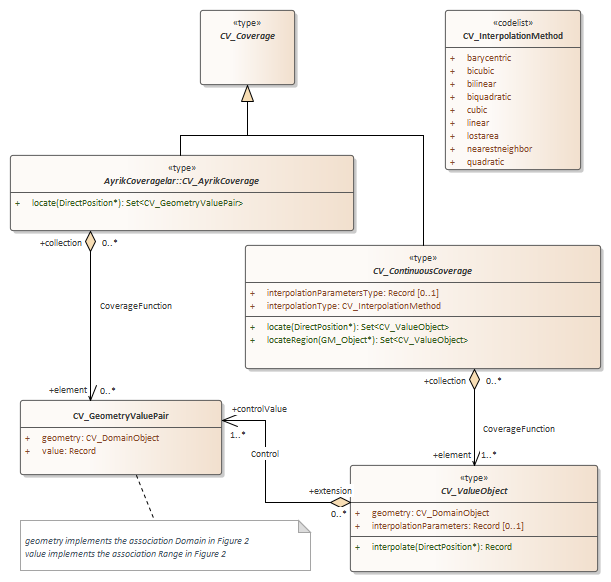 «type»
CV_Coverage
«codelist»
CV_InterpolationMethod
+ barycentric
+ bicubic
+ bilinear
+ biquadratic
+ cubic
+ linear
+ lostarea
+ nearestneighbor
+ quadratic
«type»
AyrikCoveragelar::CV_AyrikCoverage
+ locate(DirectPosition*): Set<CV_GeometryValuePair>
+collection 0..*
CoverageFunction
+element 0..*
«type»
CV_ContinuousCoverage
+ interpolationParametersType: Record [0..1]
+ interpolationType: CV_InterpolationMethod
+ locate(DirectPosition*): Set<CV_ValueObject>
+ locateRegion(GM_Object*): Set<CV_ValueObject>
+collection 0..*
CoverageFunction
+element 1..*
CV_GeometryValuePair
+ geometry: CV_DomainObject
+ value: Record
+controlValue
1..*
Control
+extension
0..*
«type»
CV_ValueObject
+ geometry: CV_DomainObject
+ interpolationParameters: Record [0..1]
+ interpolate(DirectPosition*): Record
geometry implements the association Domain in Figure 2
value implements the association Range in Figure 2